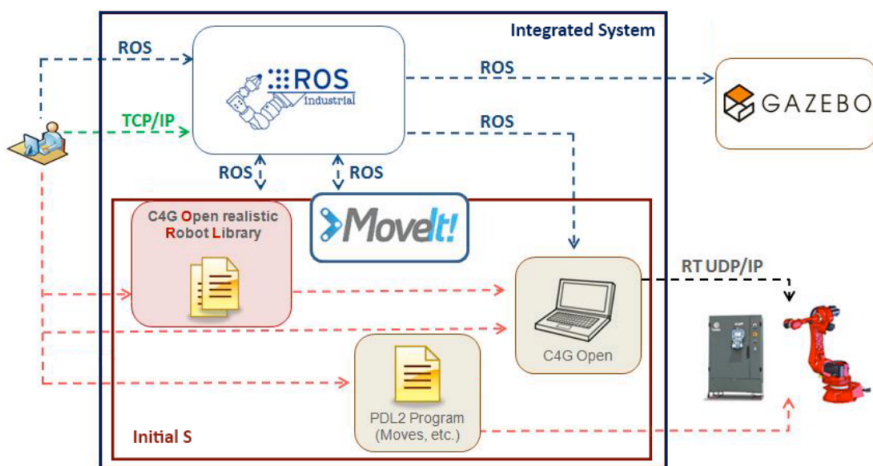 Integrated System
ROS
ROS
industrial
ROS
GAZEBO
TCP/IP
ROS
ROS
ROS
C4G Open realistic
Robot Library
MoveIt!
RT UDP/IP
C4G Open
PDL2 Program
(Moves, etc.)
Initial S